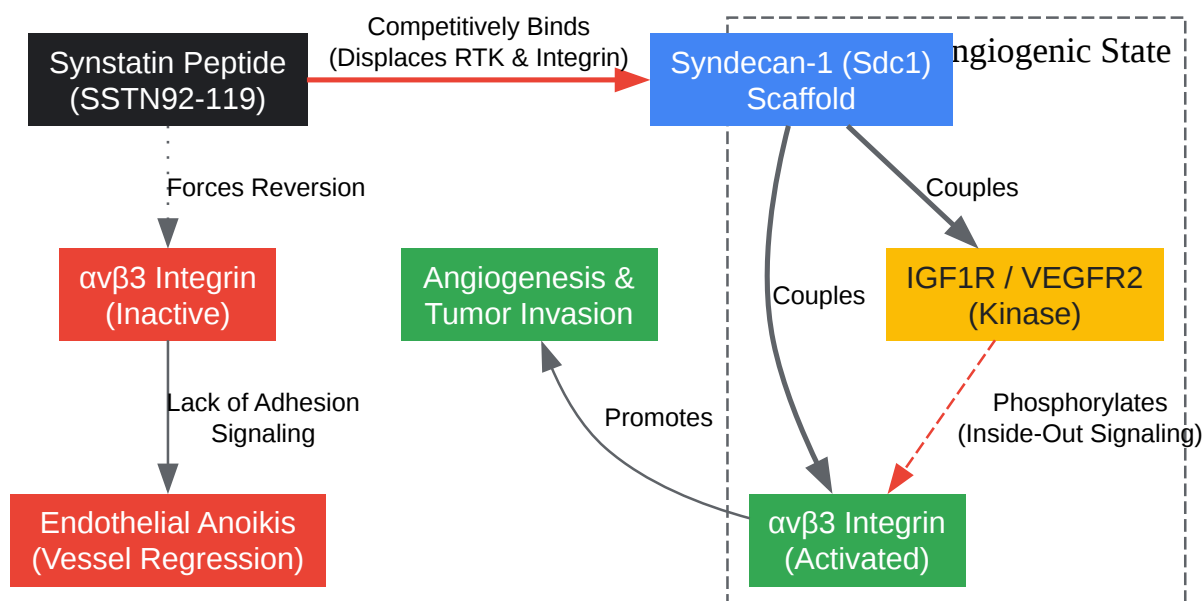 Competitively Binds
(Displaces RTK & Integrin)
Synstatin Peptide
(SSTN92-119)
Syndecan-1 (Sdc1)
Scaffold
ngiogenic State
Forces Reversion
Couples
αvβ3 Integrin
(Inactive)
Angiogenesis &
Tumor Invasion
Couples
IGF1R / VEGFR2
(Kinase)
Lack of Adhesion
Signaling
Promotes
Phosphorylates
(Inside-Out Signaling)
Endothelial Anoikis
(Vessel Regression)
αvβ3 Integrin
(Activated)